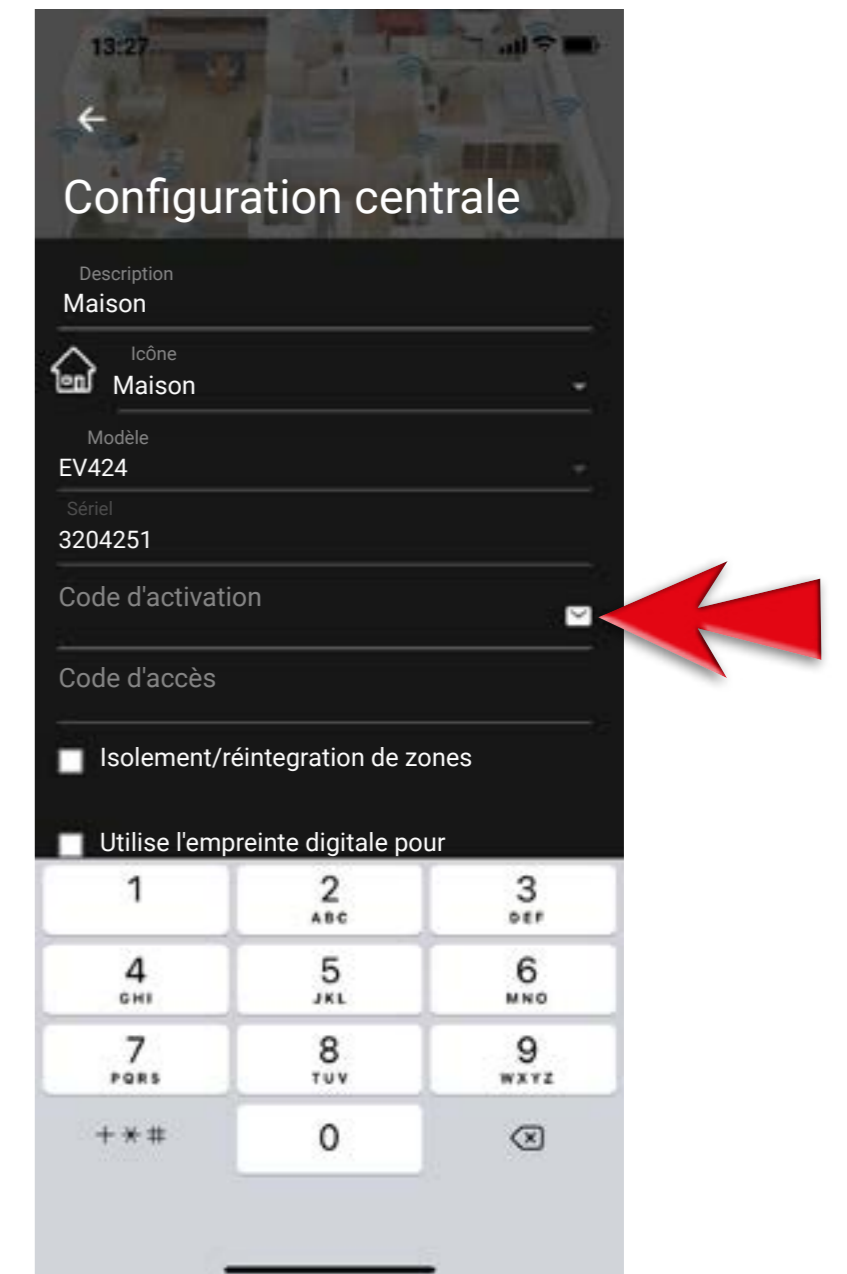 13:27
Configuration centrale
Description
Maison
Icône
Maison
Modèle
EV424
Sériel
3204251
Code d'activation
Code d'accès
Isolement/réintegration de zones
Utilise l'empreinte digitale pour
1
2
ABC
3
DEF
4
GHI
5
JKL
6
MNO
7
PQRS
8
TUV
9
WXYZ
+*#
0